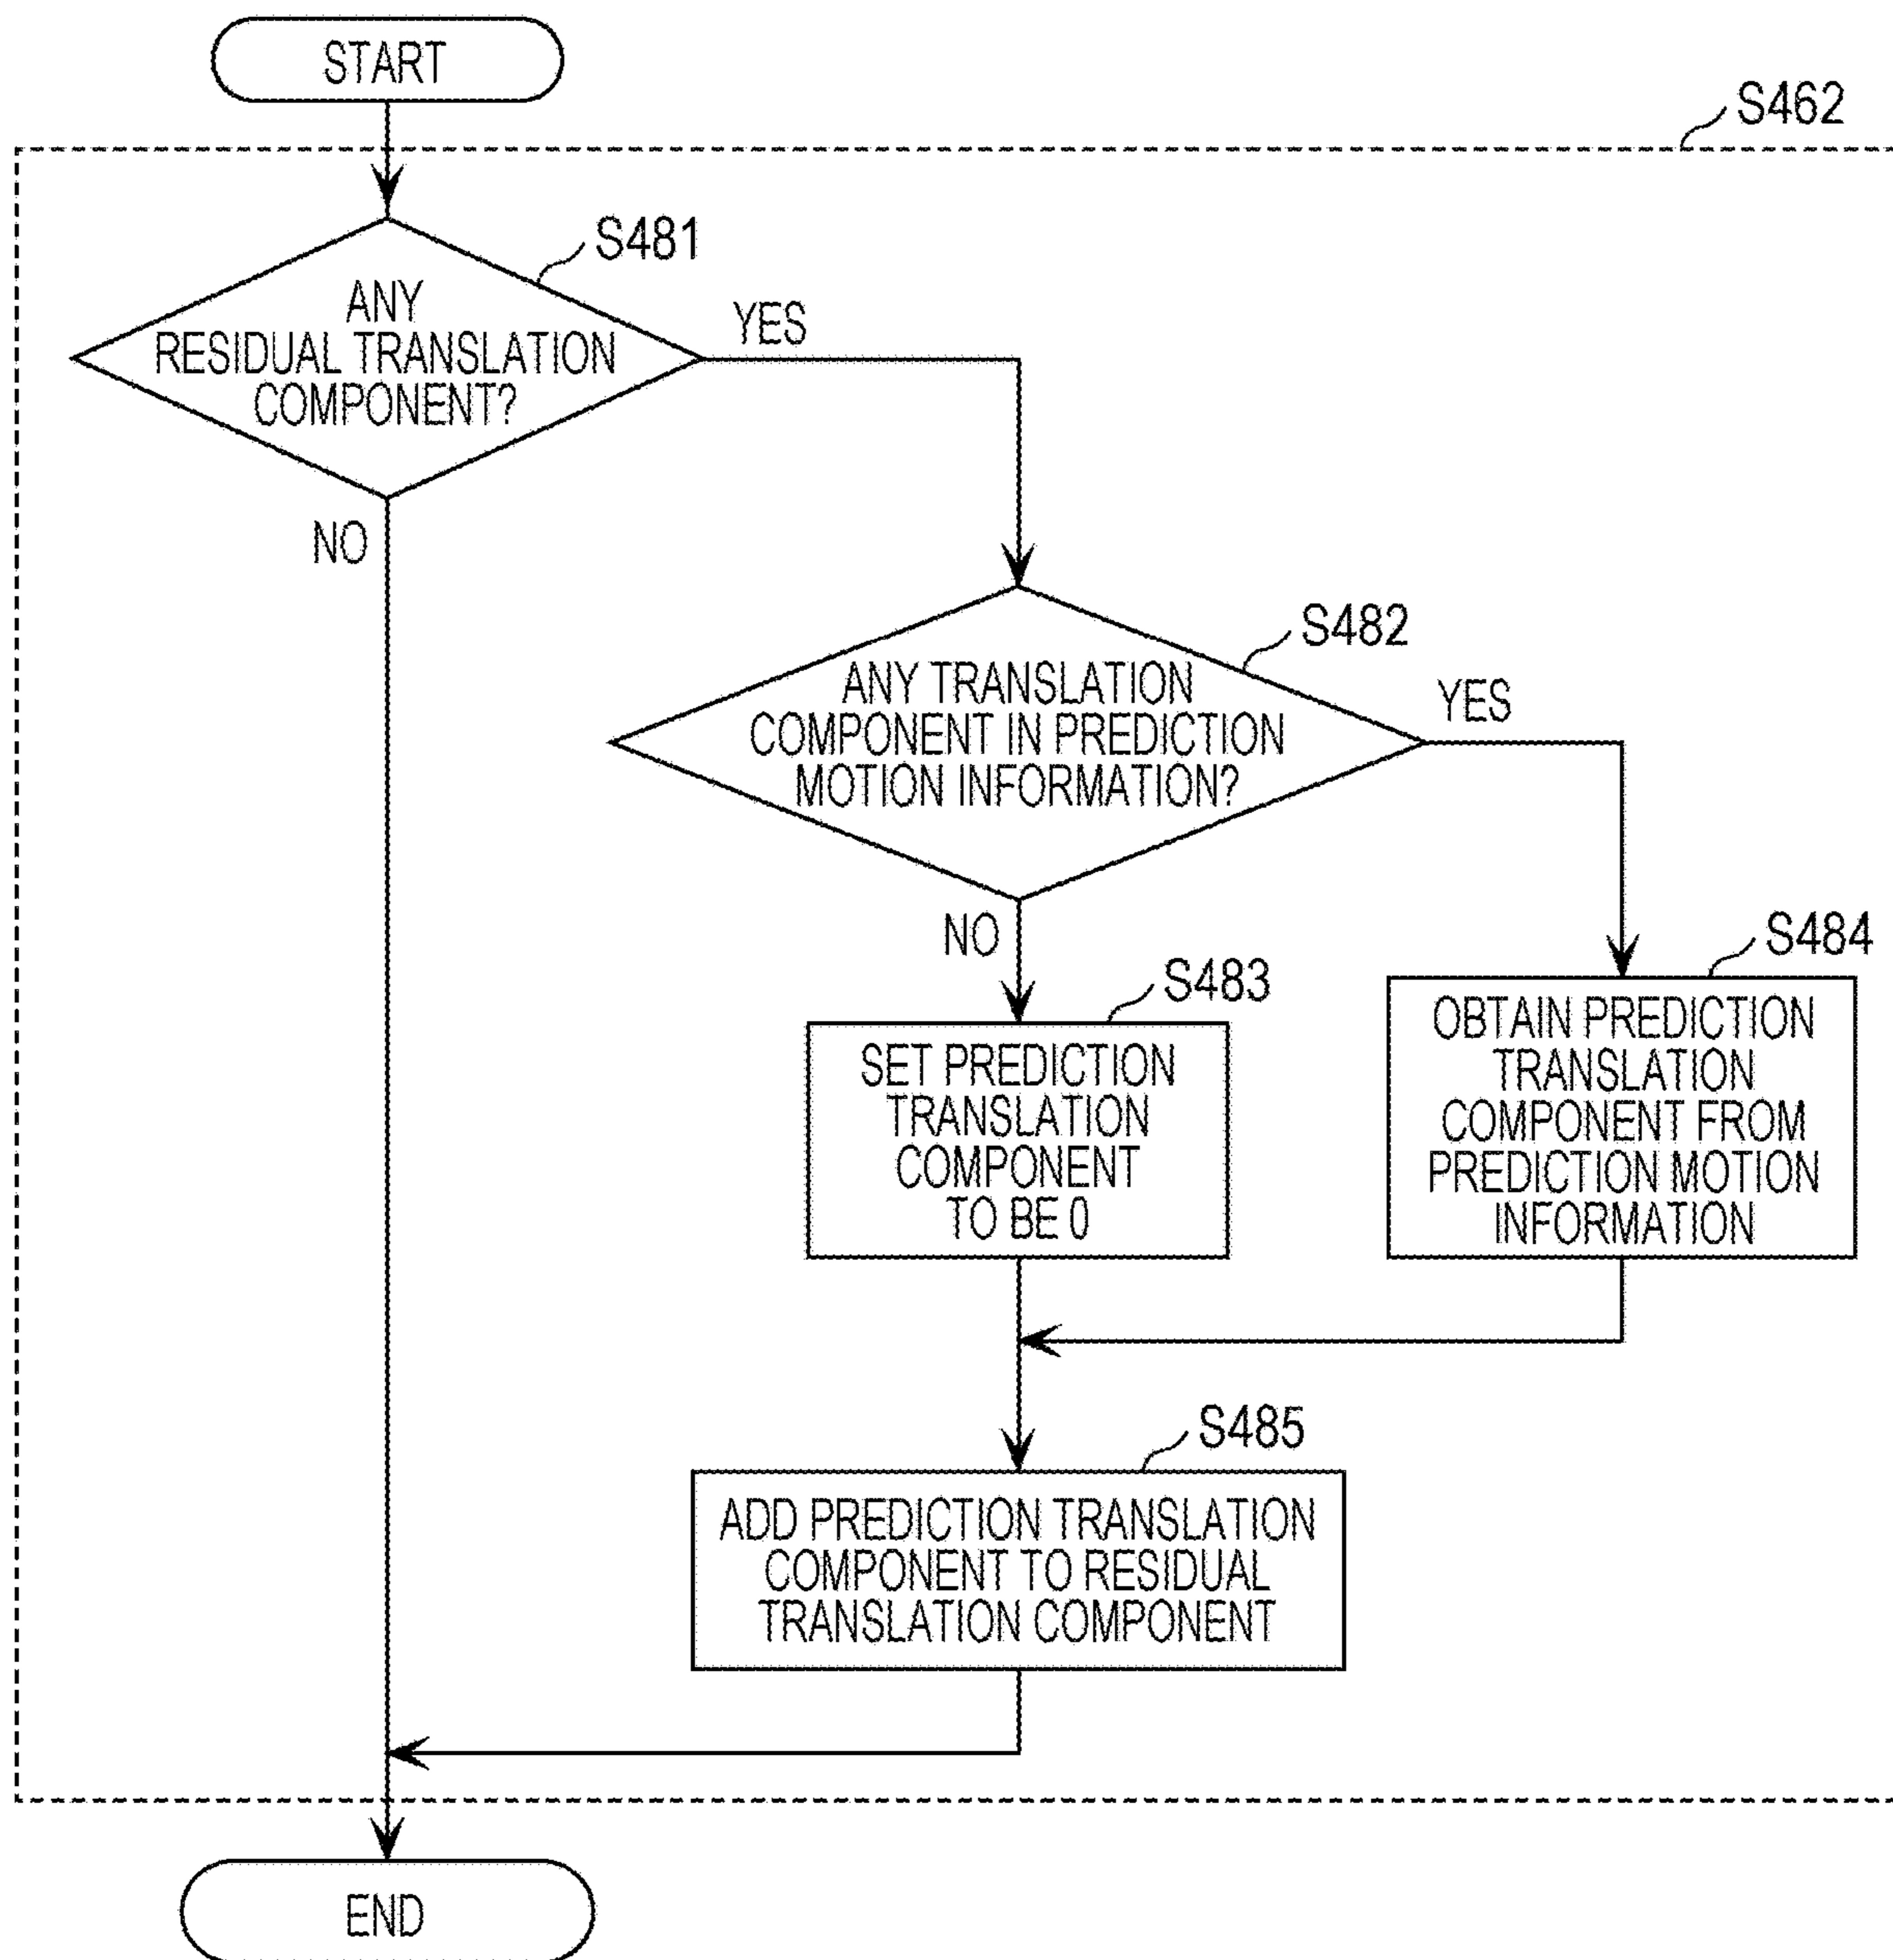 START
S462
S481
ANY
RESIDUAL TRANSLATION
COMPONENT?
YES
NO
S482
ANY TRANSLATION
COMPONENT IN PREDICTION
MOTION INFORMATION?
YES
NO
S483
SET PREDICTION
TRANSLATION
COMPONENT
TO BE 0
S484
OBTAIN PREDICTION
TRANSLATION
COMPONENT FROM
PREDICTION MOTION
INFORMATION
S485
ADD PREDICTION TRANSLATION
COMPONENT TO RESIDUAL
TRANSLATION COMPONENT
END